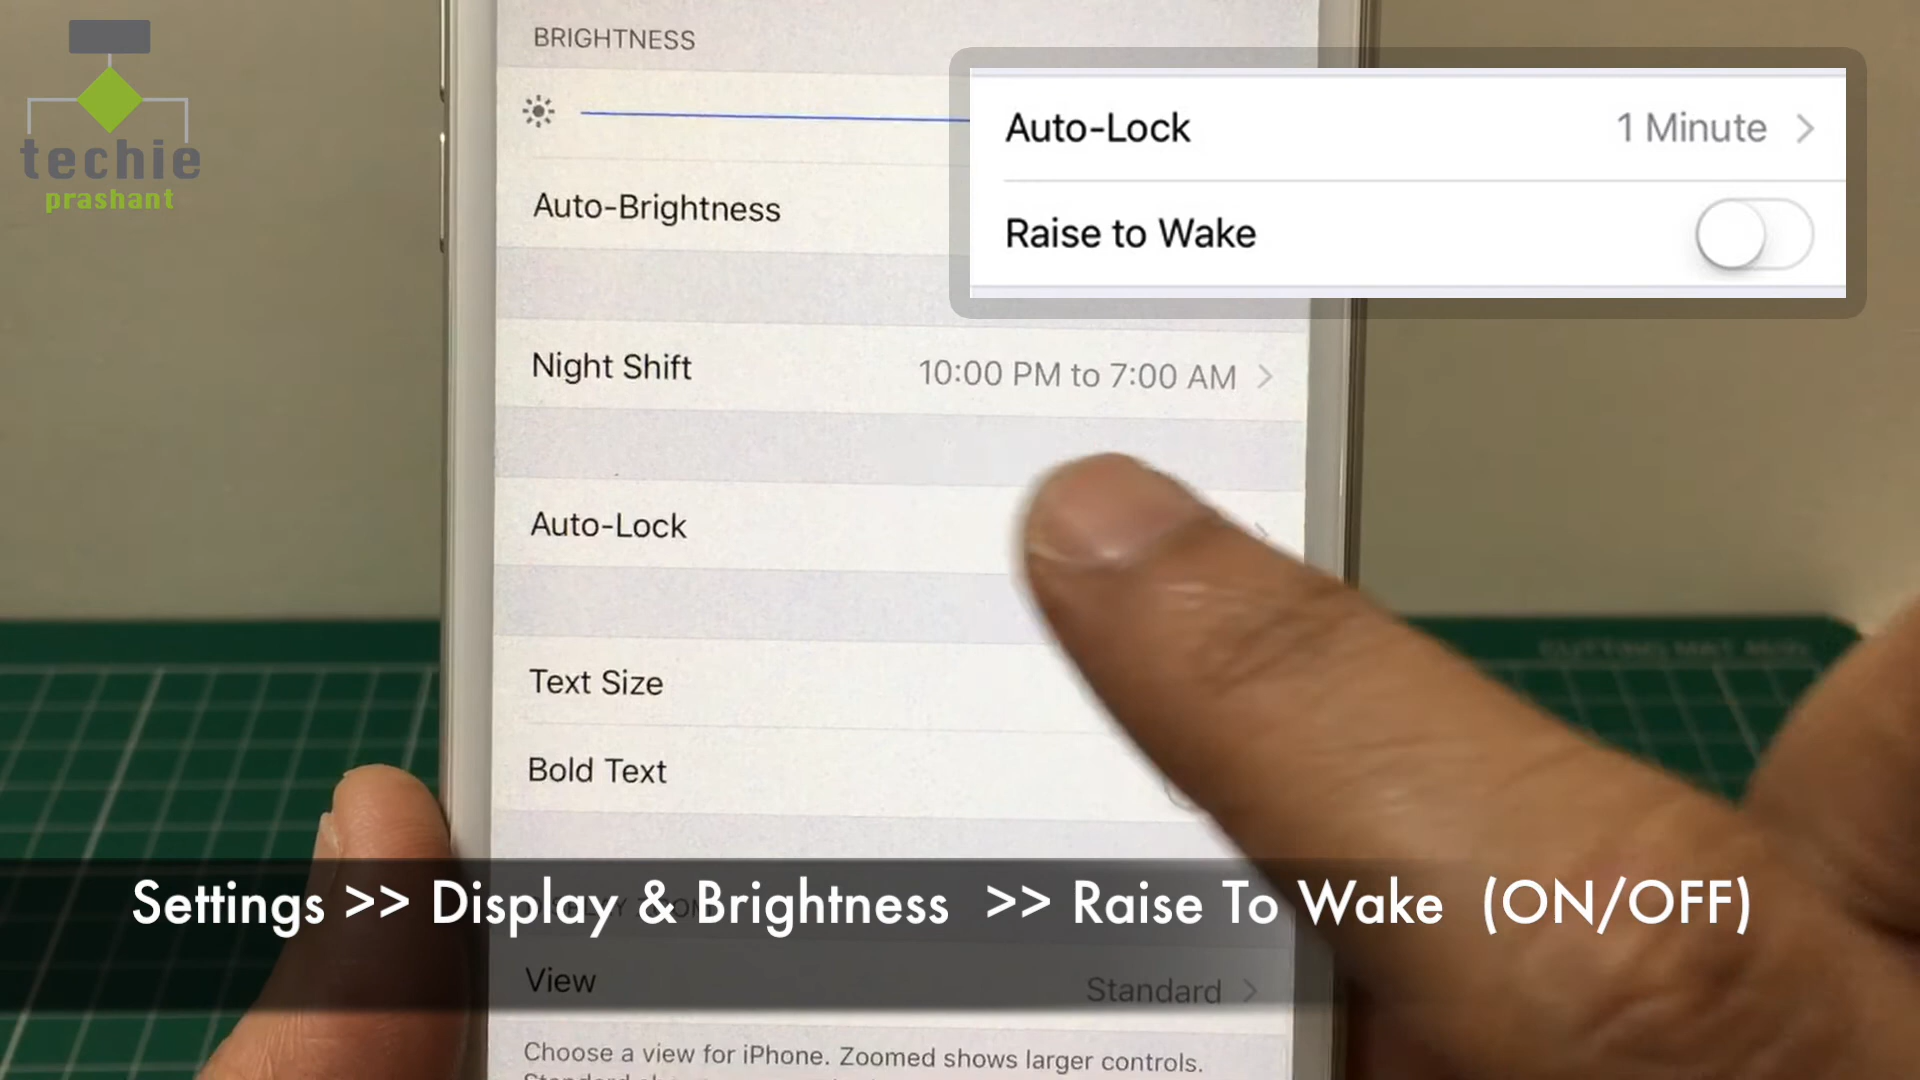 techie
prashant
BRIGHTNESS
Auto-Lock 1 Minute
Raise to Wake
Auto-Brightness
Night Shift 10:00 PM to 7:00 AM
Auto-Lock
Text Size
Bold Text
Settings >> Display & Brightness >> Raise To Wake (ON/OFF)
View Standard
Choose a view for iPhone. Zoomed shows larger controls.